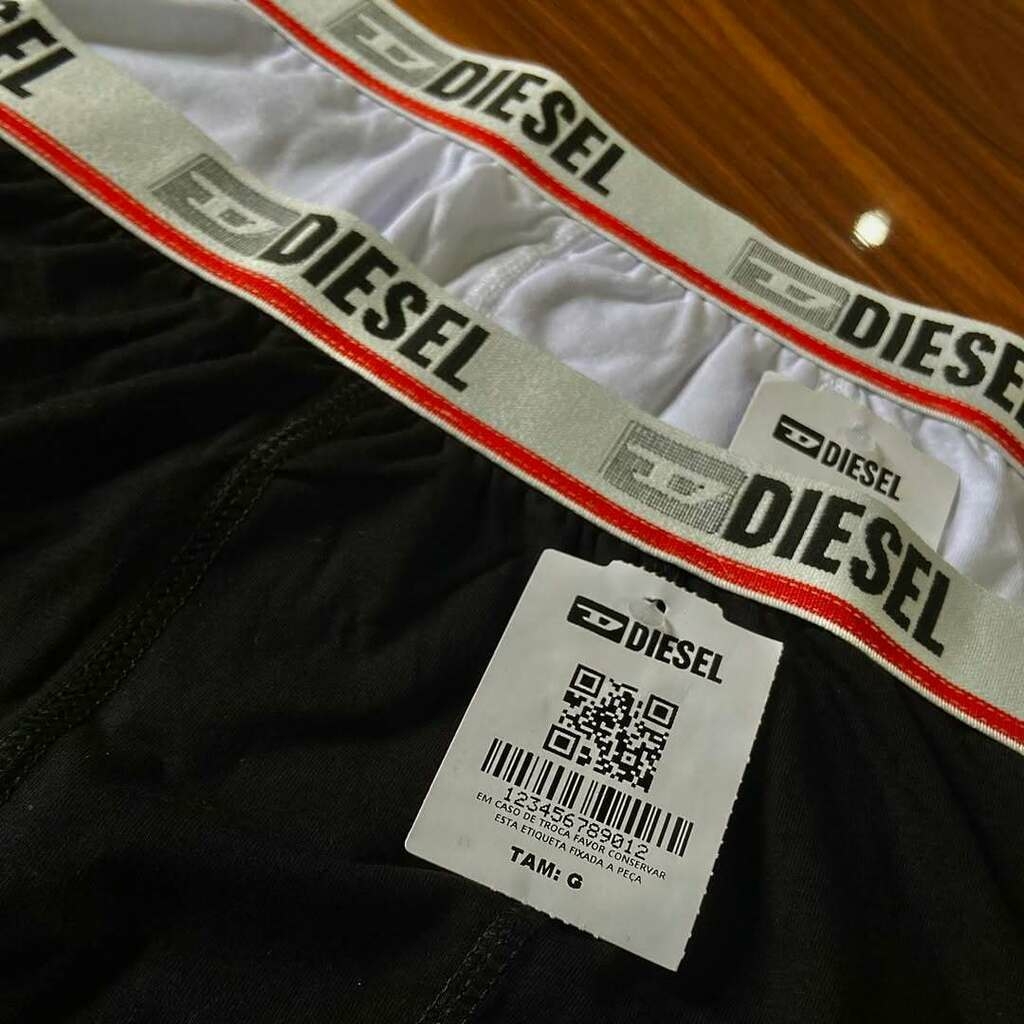 DIESEL
DIESEL
DIESEL
DIESEL
DIESEL
DIESEL
DIESEL
123456789012
EM CASO DE TROCA FAVOR CONSERVAR
ESTA ETIQUETA FIXADA A PEÇA
TAM: G